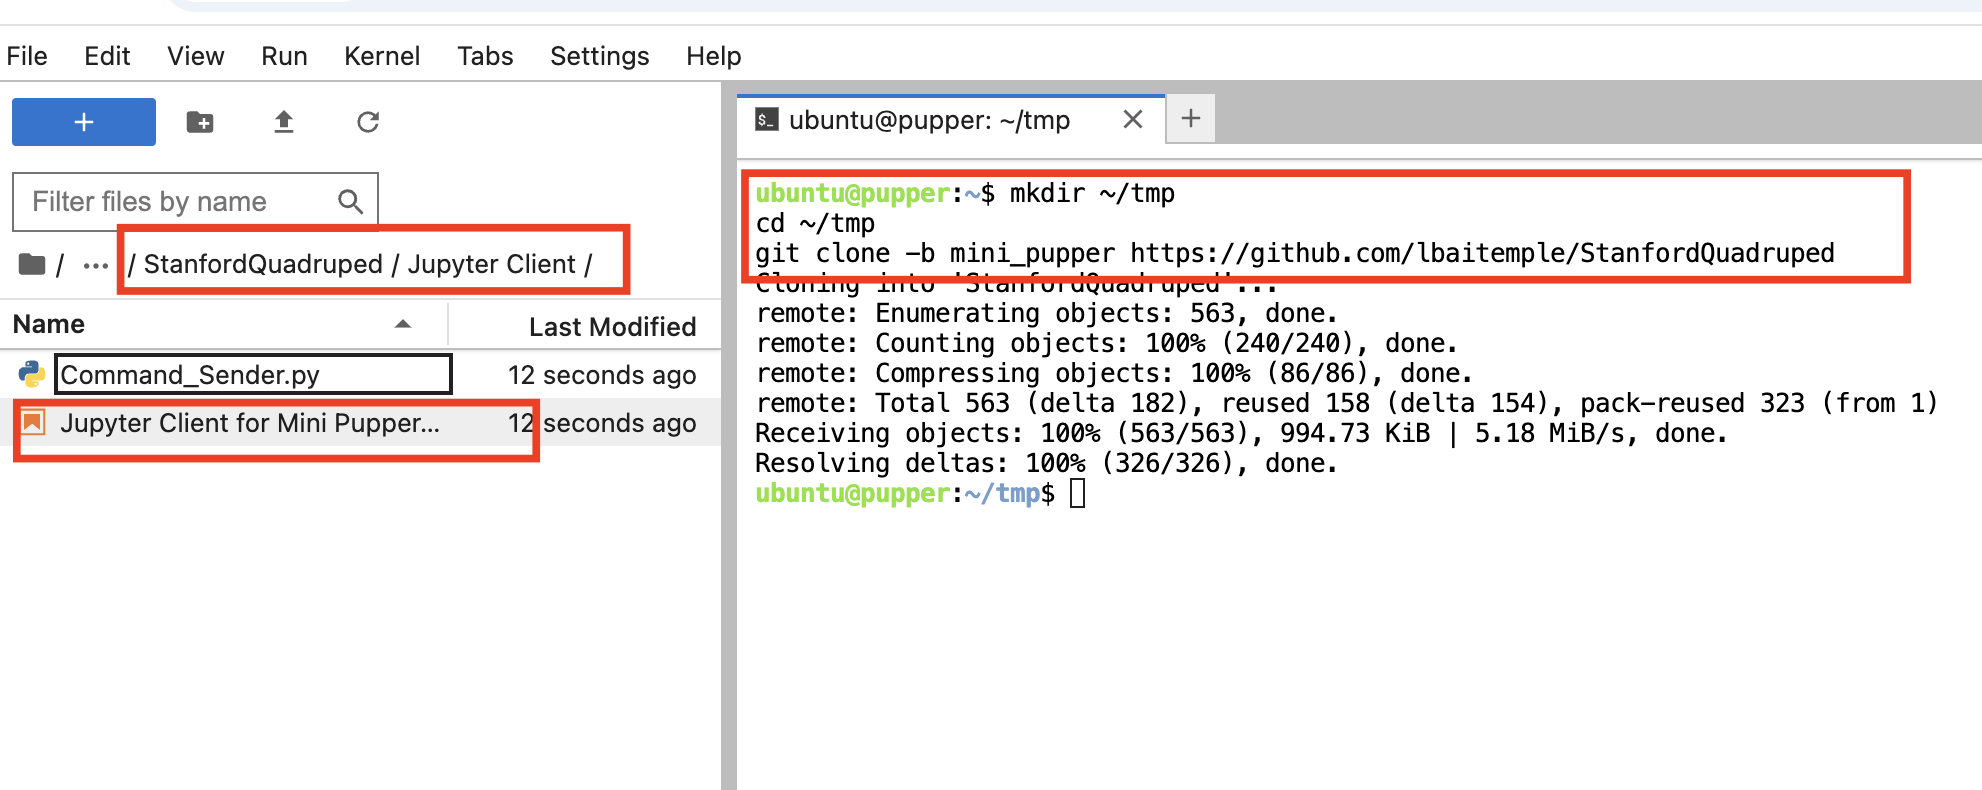 File Edit View Run Kernel Tabs Settings Help
+
Filter files by name
/ ... / StanfordQuadruped / Jupyter Client /
Name Last Modified
Command_Sender.py 12 seconds ago
Jupyter Client for Mini Pupper... 12 seconds ago
$_ ubuntu@pupper: ~/tmp × +
ubuntu@pupper:~$ mkdir ~/tmp
cd ~/tmp
git clone -b mini_pupper https://github.com/lbaitemple/StanfordQuadruped
Cloning into 'StanfordQuadruped'...
remote: Enumerating objects: 563, done.
remote: Counting objects: 100% (240/240), done.
remote: Compressing objects: 100% (86/86), done.
remote: Total 563 (delta 182), reused 158 (delta 154), pack-reused 323 (from 1)
Receiving objects: 100% (563/563), 994.73 KiB | 5.18 MiB/s, done.
Resolving deltas: 100% (326/326), done.
ubuntu@pupper:~/tmp$